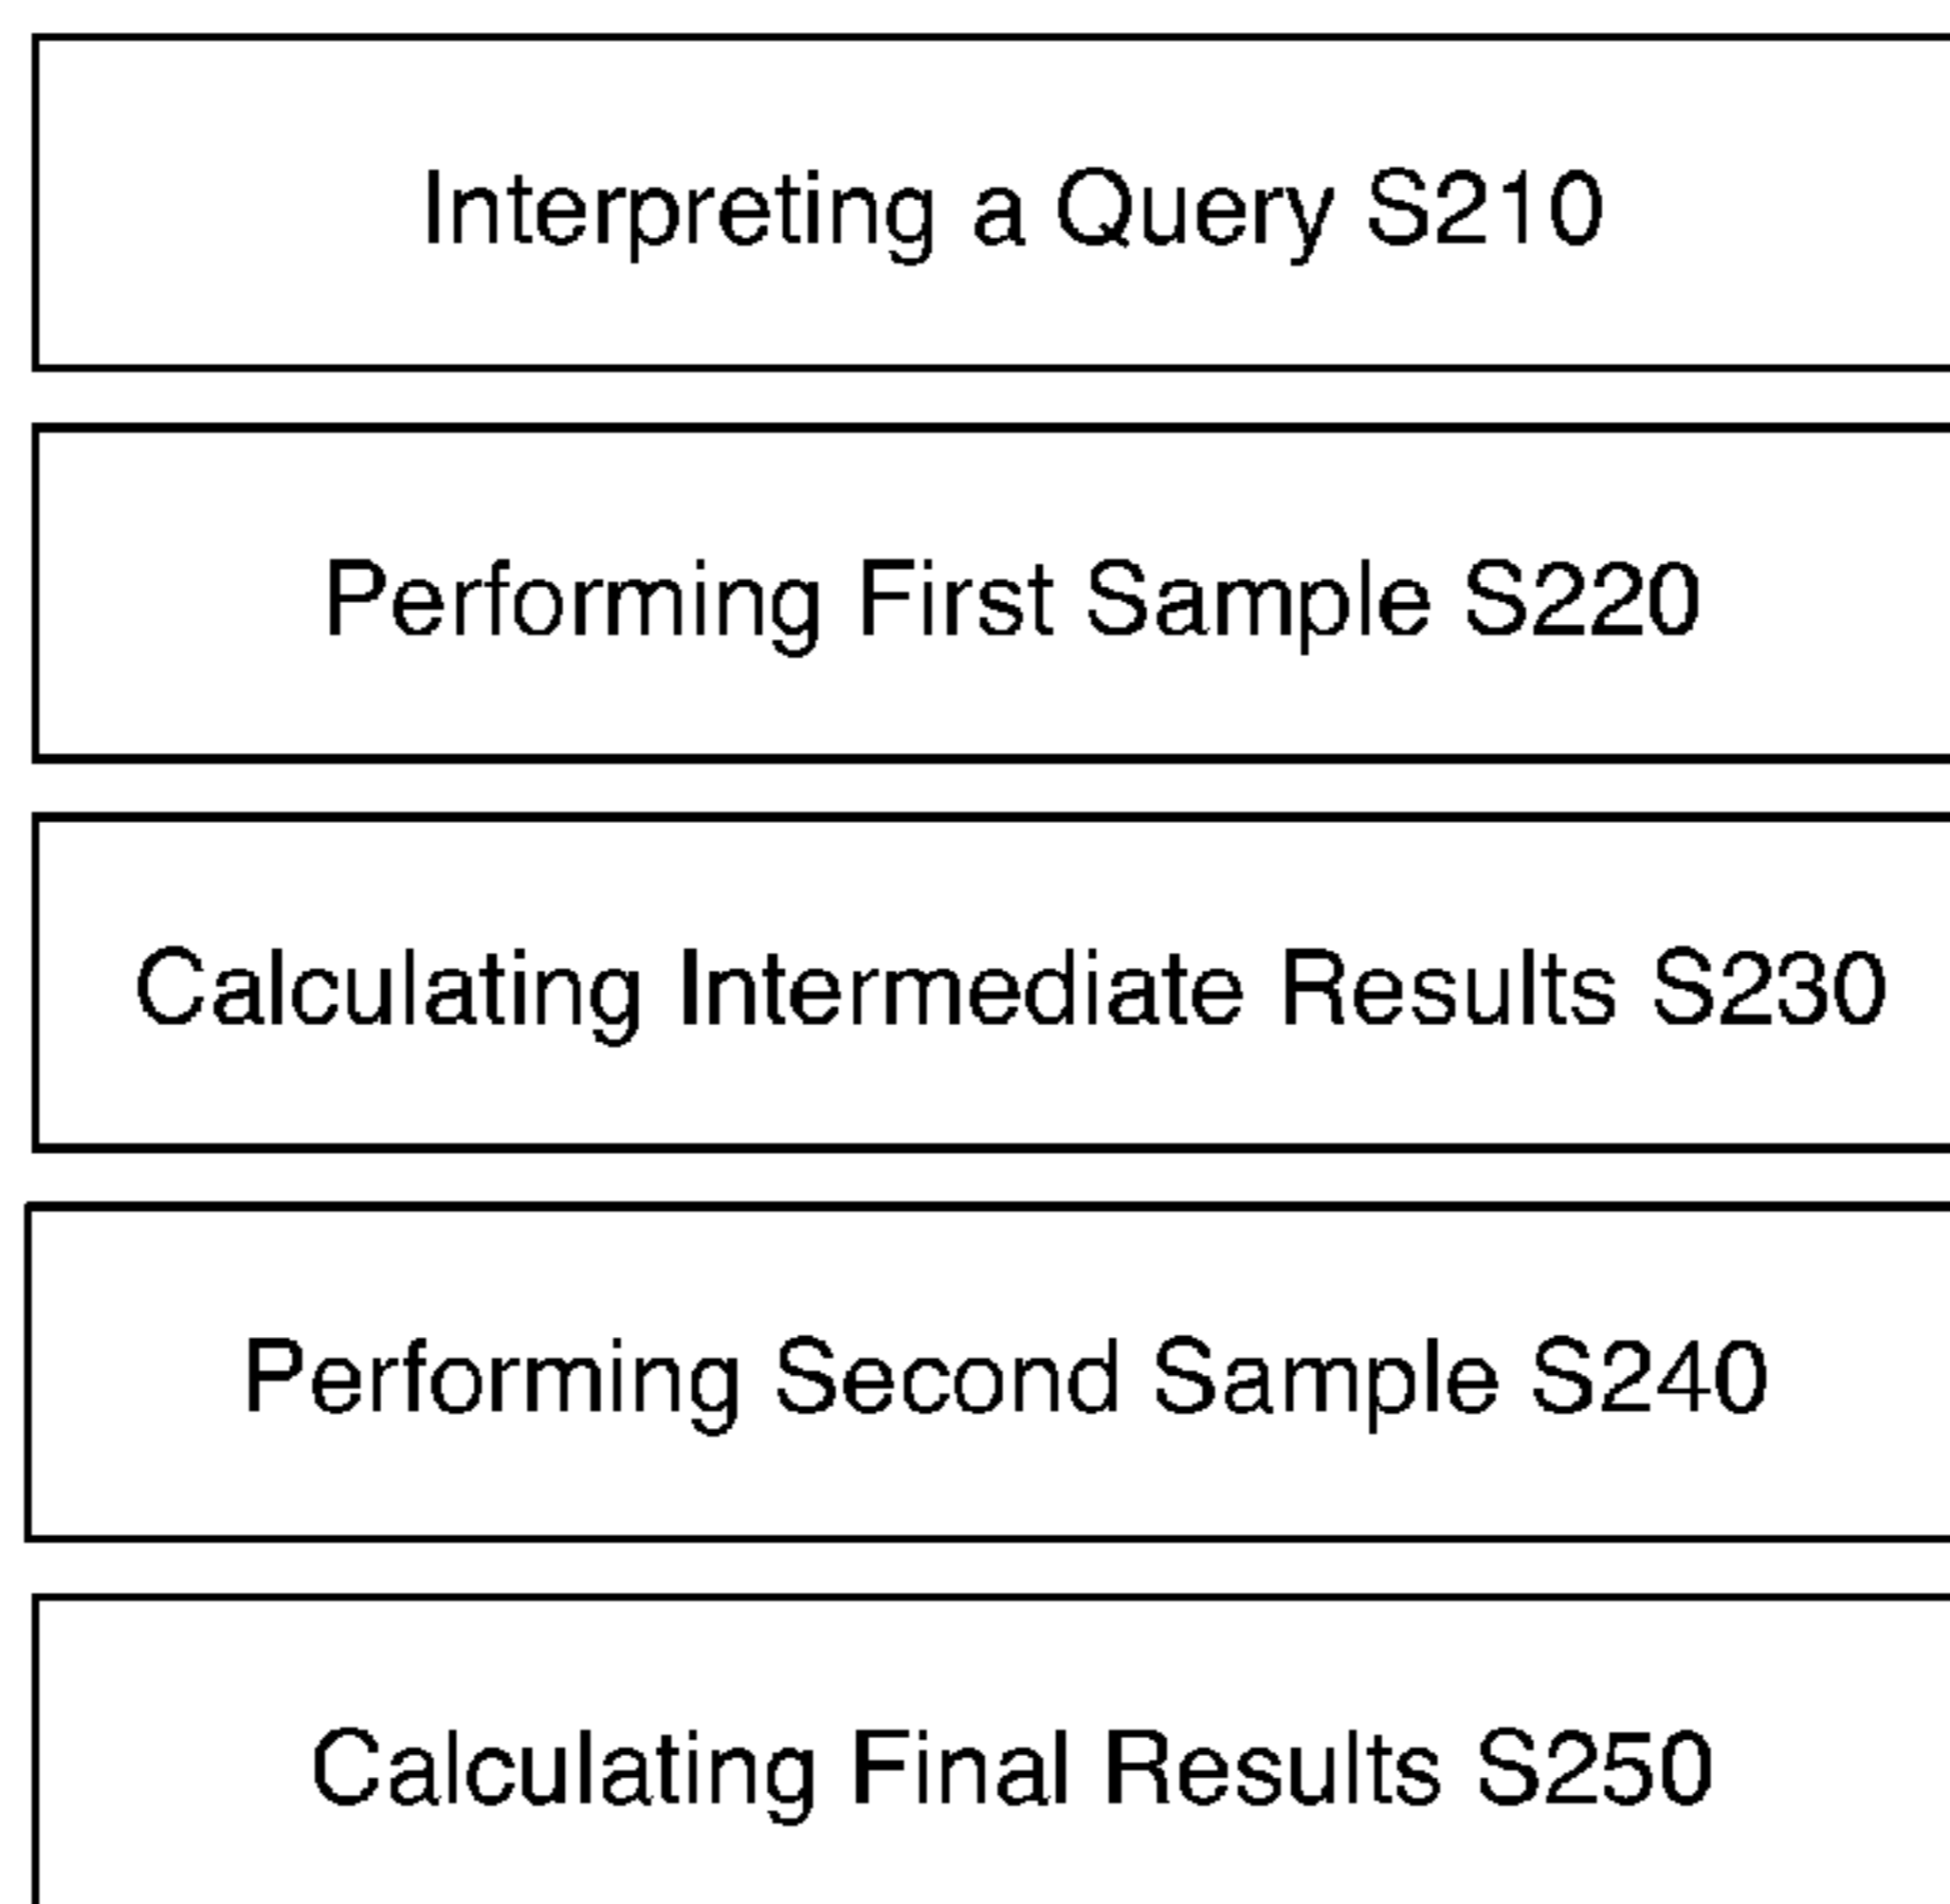 Interpreting a Query S210
Performing First Sample S220
Calculating Intermediate Results S230
Performing Second Sample S240
Calculating Final Results S250